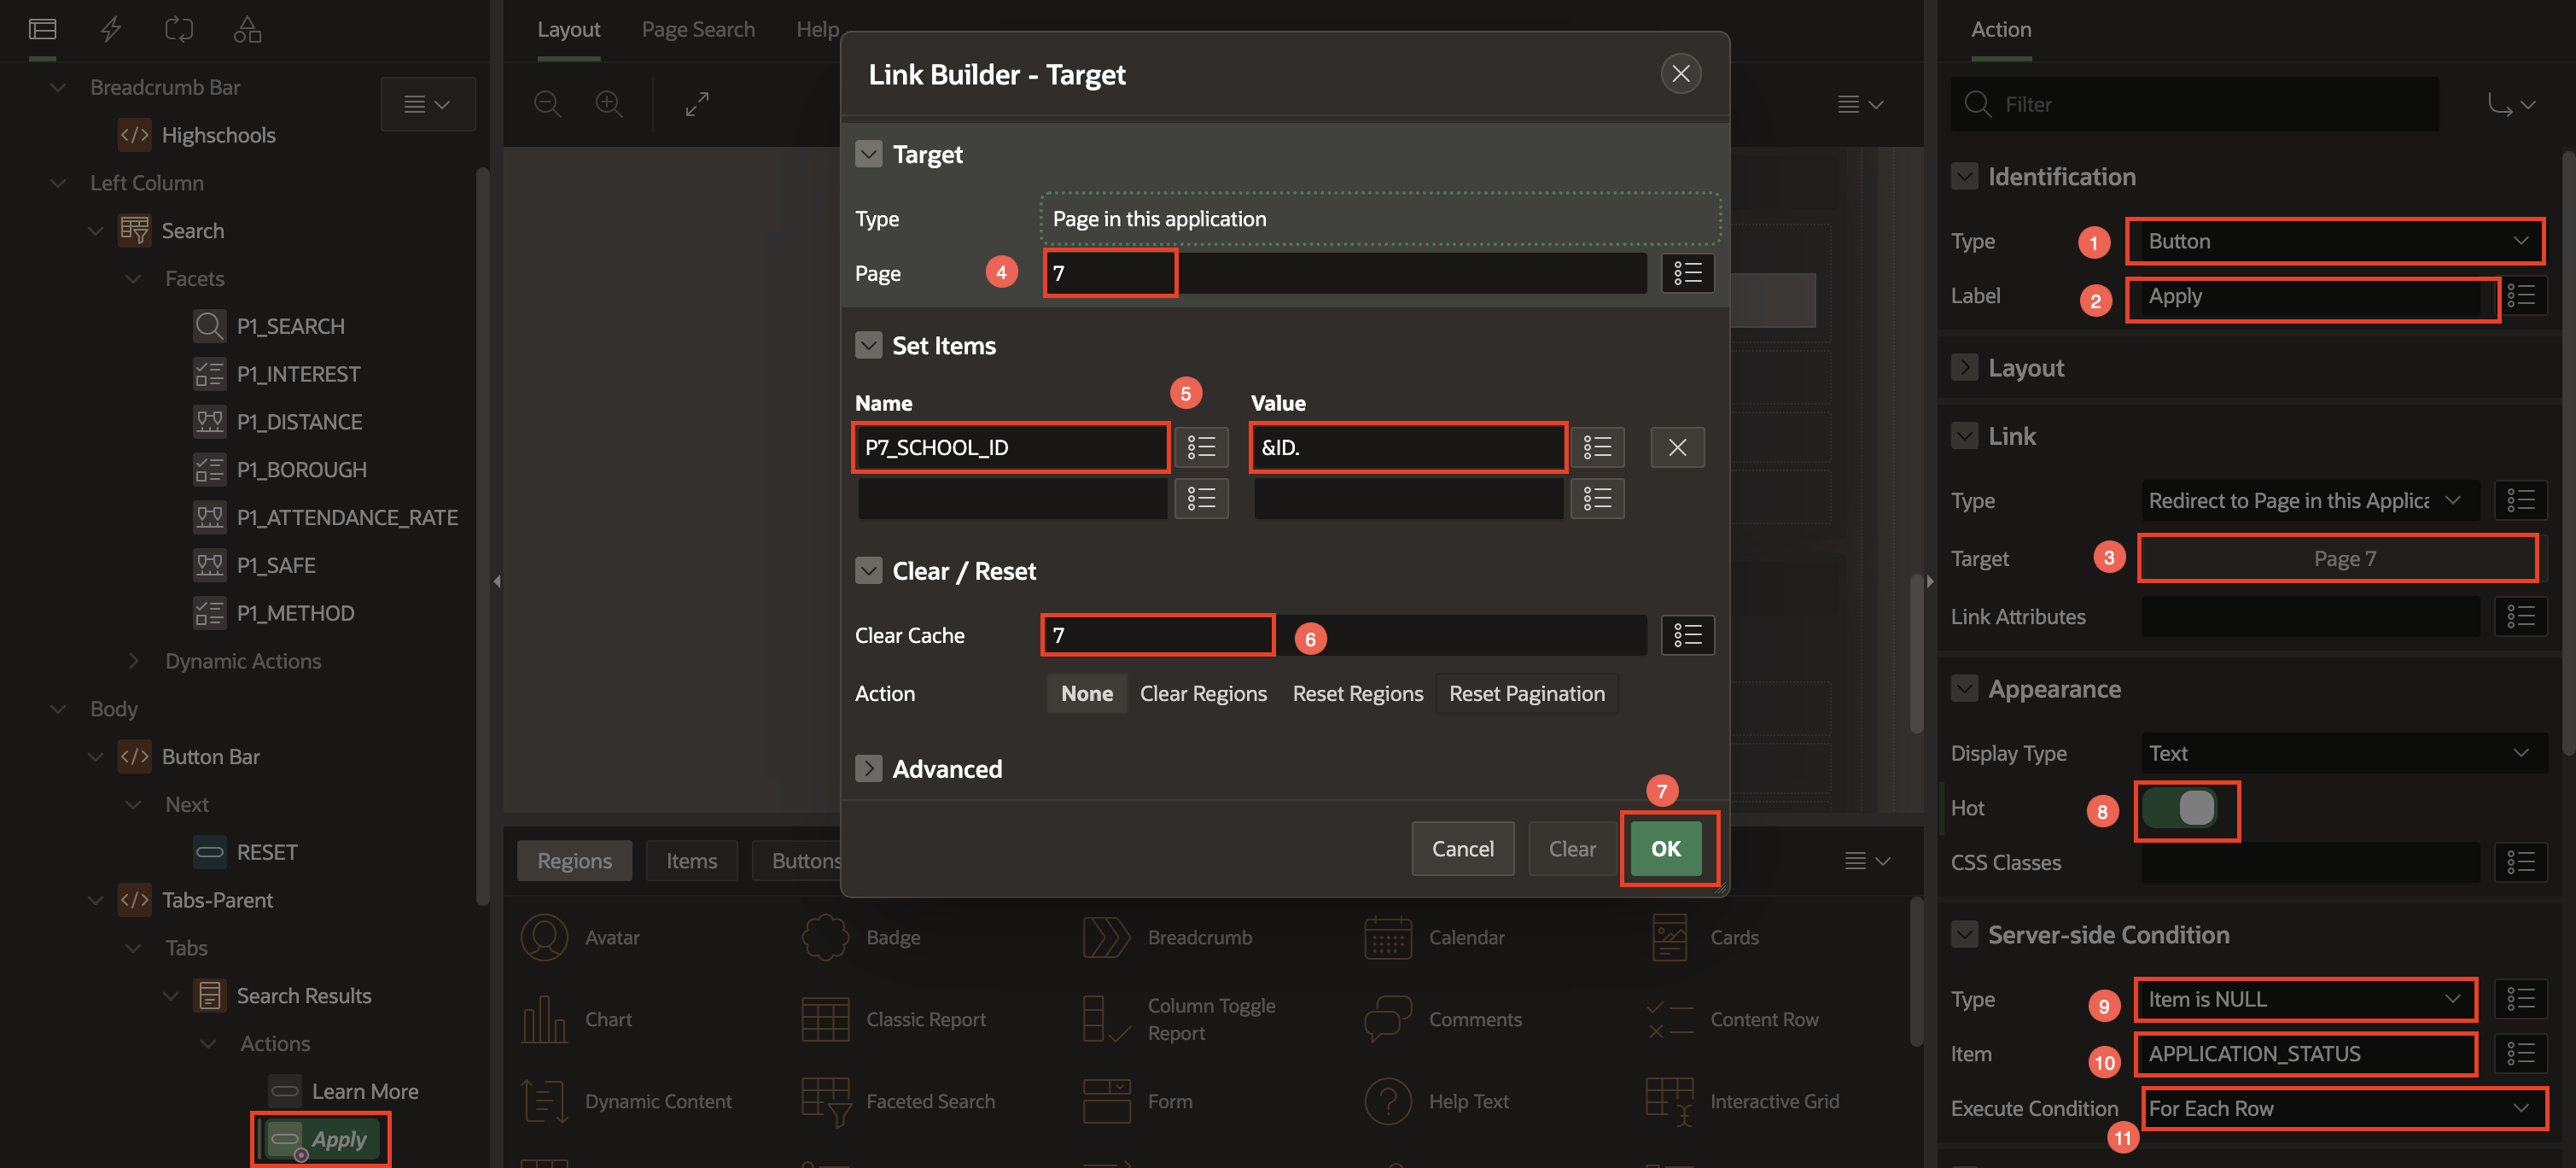 Breadcrumb Bar
Highschools
Left Column
Search
Facets
P1_SEARCH
P1_INTEREST
P1_DISTANCE
P1_BOROUGH
P1_ATTENDANCE_RATE
P1_SAFE
P1_METHOD
Dynamic Actions
Body
Button Bar
Next
RESET
Tabs-Parent
Tabs
Search Results
Actions
Learn More
Apply
Layout Page Search Help
Link Builder - Target
Target
Type Page in this application
Page 4 7
Set Items
5
Name Value
P7_SCHOOL_ID &ID.
Clear / Reset
Clear Cache 7 6
Action None Clear Regions Reset Regions Reset Pagination
Advanced
7
Cancel Clear OK
Regions Items Buttons
Avatar Badge Breadcrumb Calendar Cards
Chart Classic Report Column Toggle Report Comments Content Row
Dynamic Content Faceted Search Form Help Text Interactive Grid
Action
Filter
Identification
Type 1 Button
Label 2 Apply
Layout
Link
Type Redirect to Page in this Applica
Target 3 Page 7
Link Attributes
Appearance
Display Type Text
Hot 8
CSS Classes
Server-side Condition
Type 9 Item is NULL
Item 10 APPLICATION_STATUS
Execute Condition For Each Row
11